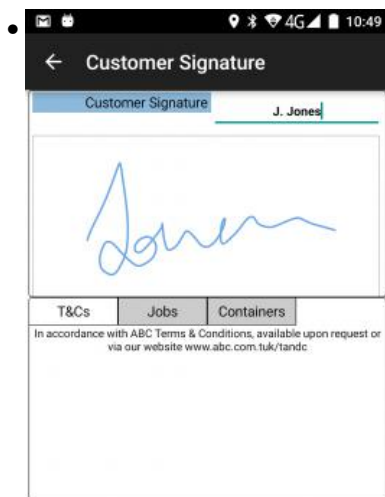 4G 10:49
Customer Signature
Customer Signature J. Jones
T&Cs Jobs Containers
In accordance with ABC Terms & Conditions, available upon request or
via our website www.abc.com.tuk/tandc